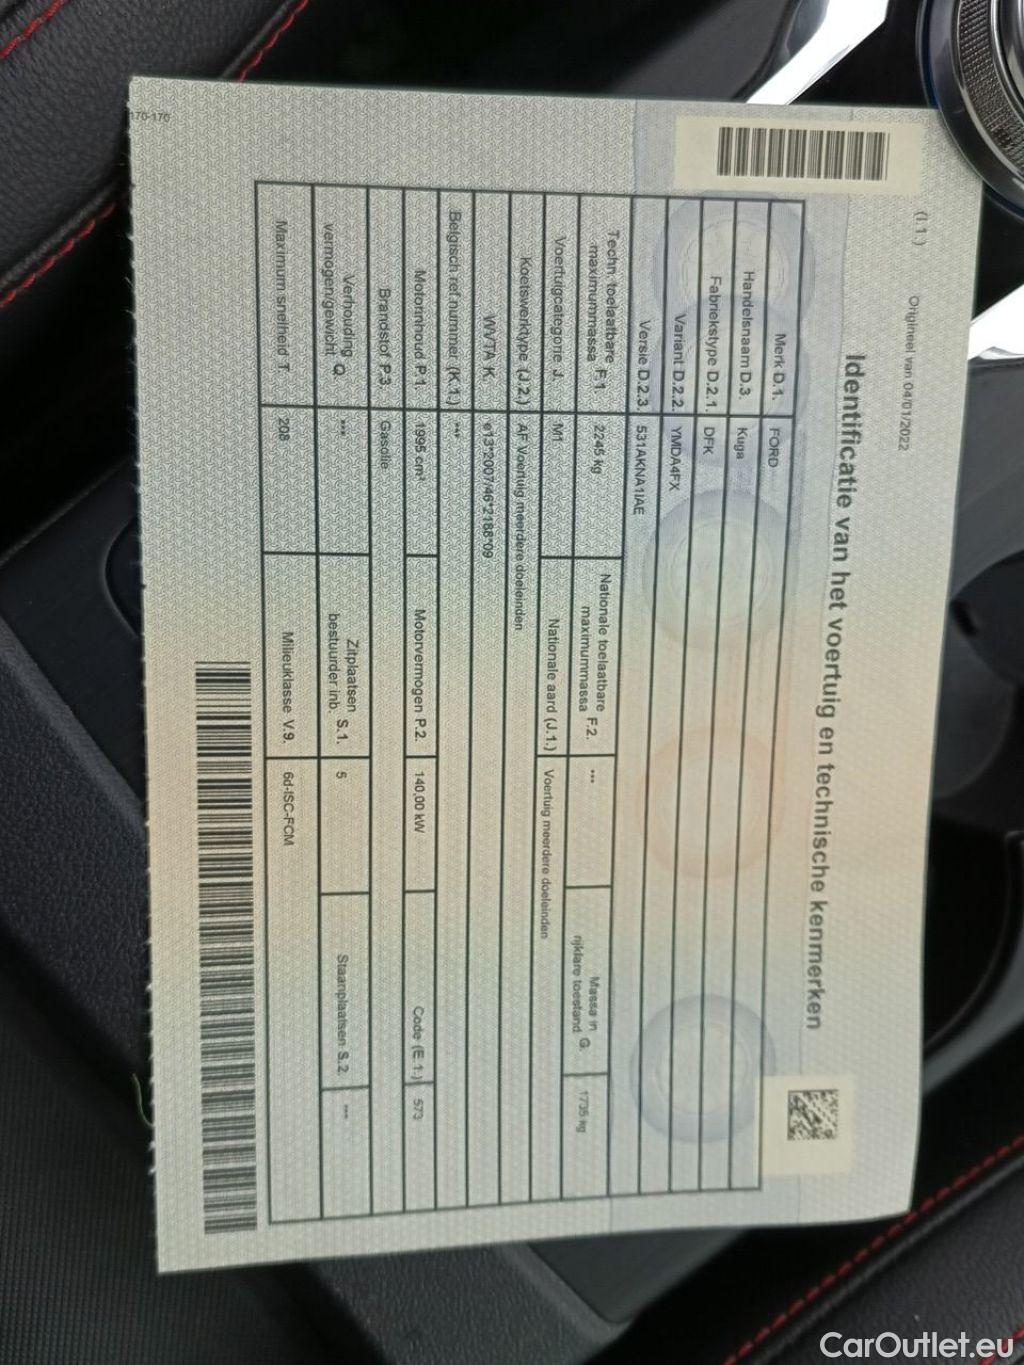 170-170
(I.1.)
Origineel van 04/01/2022
Identificatie van het voertuig en technische kenmerken
Merk D.1. FORD
Handelsnaam D.3. Kuga
Fabriekstype D.2.1. DFK
Variant D.2.2. YMDA4FX
Versie D.2.3. 531AKNA1IAE
Techn. toelaatbare maximummassa F.1. 2245 kg Nationale toelaatbare maximummassa F.2. *** Massa in rijklare toestand G. 1735 kg
Voertuigcategorie J. M1 Nationale aard (J.1.) Voertuig meerdere doeleinden
Koetswerktype (J.2.) AF Voertuig meerdere doeleinden
WVTA K. e13*2007/46*2188*09
Belgisch ref.nummer (K.1.) ***
Motorinhoud P.1. 1995 cm³ Motorvermogen P.2. 140,00 kW Code (E.1.) 573
Brandstof P.3. Gasolie
Verhouding vermogen/gewicht Q. *** Zitplaatsen bestuurder inb. S.1. 5 Staanplaatsen S.2. ***
Maximum snelheid T. 208 Milieuklasse V.9. 6d-ISC-FCM
CarOutlet.eu